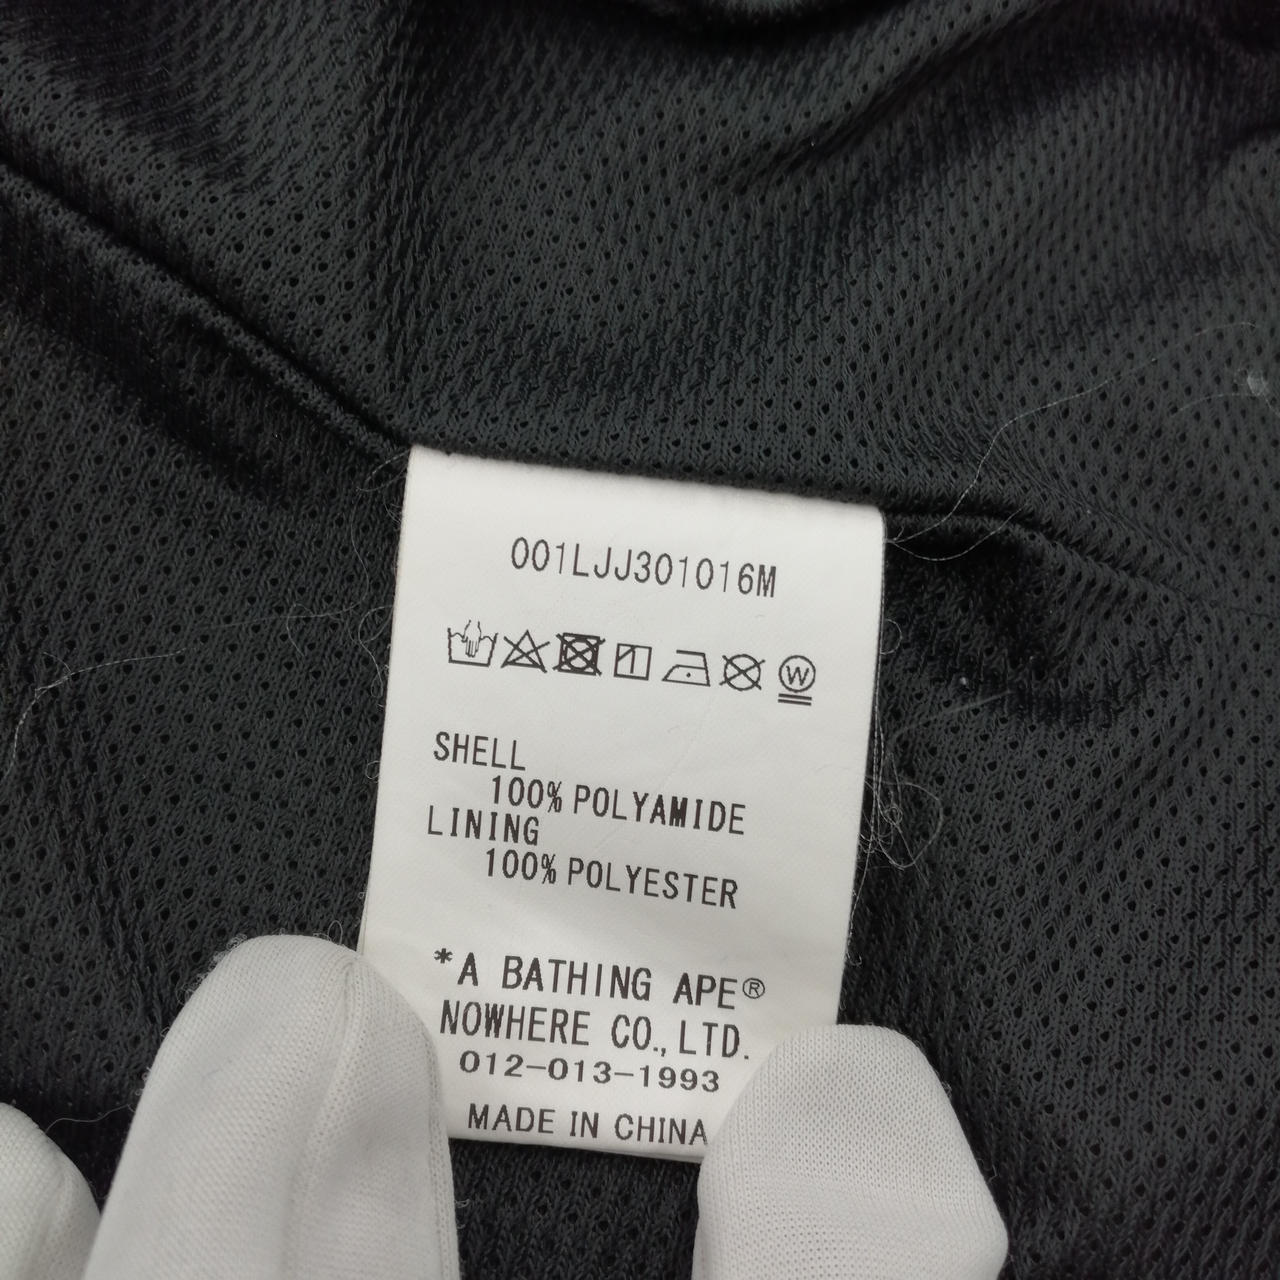 001LJJ301016M
W
SHELL
100% POLYAMIDE
LINING
100% POLYESTER
*A BATHING APE®
NOWHERE CO., LTD.
012-013-1993
MADE IN CHINA